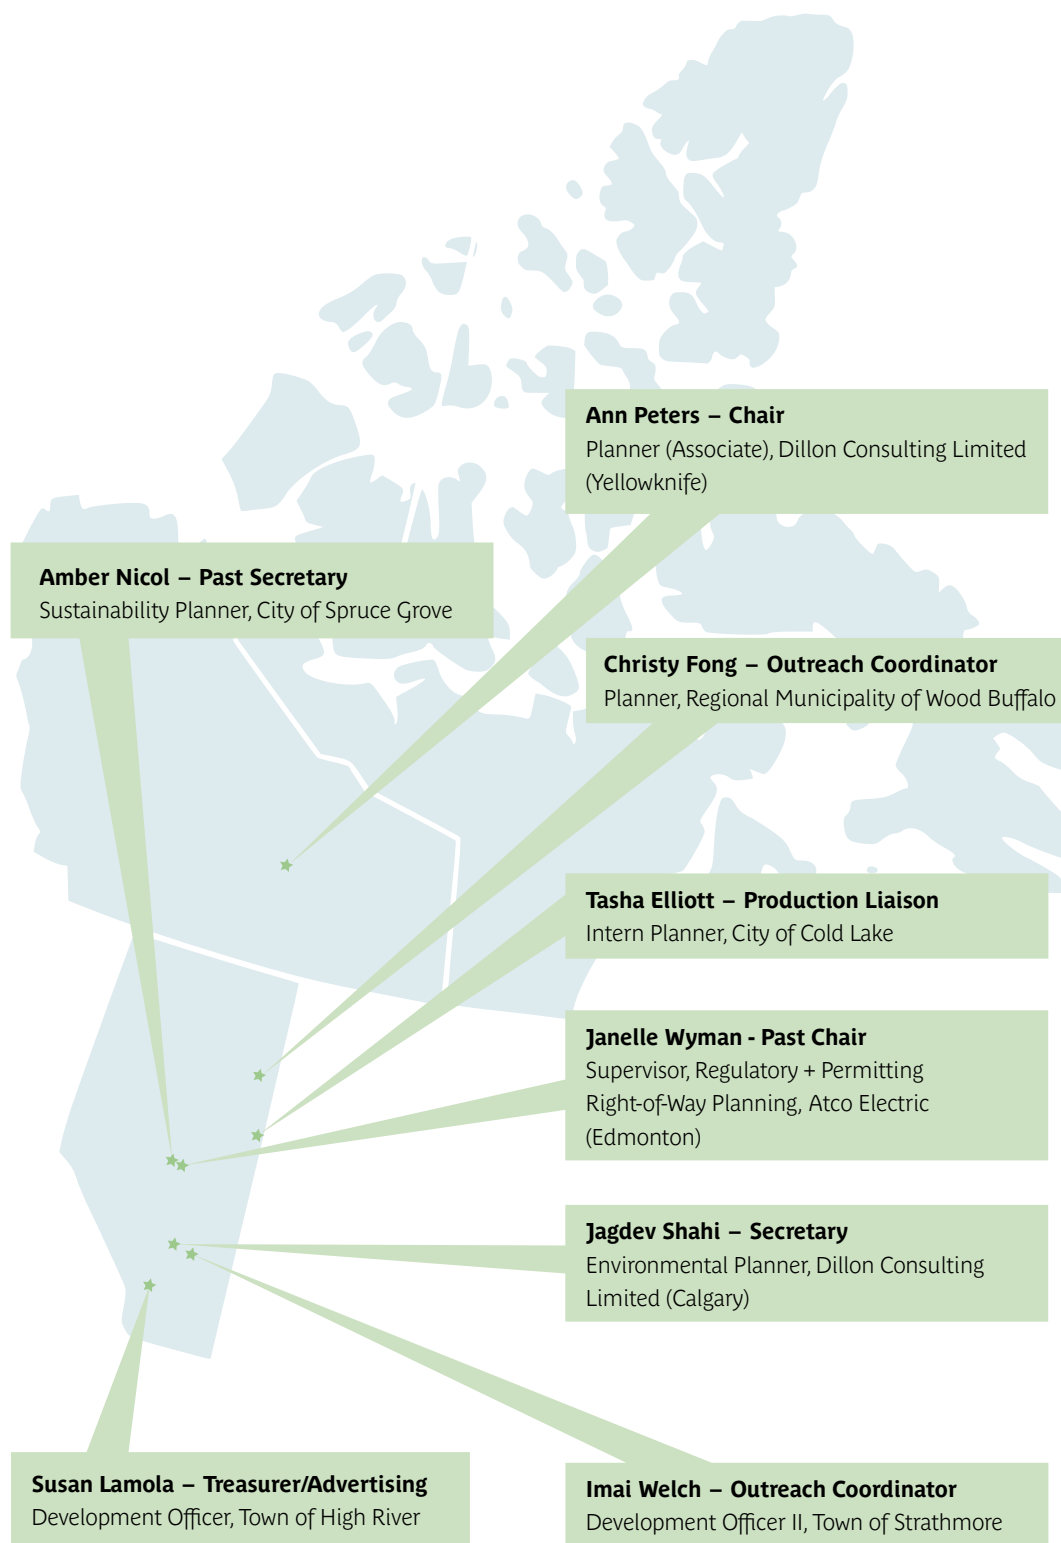 Ann Peters – Chair
Planner (Associate), Dillon Consulting Limited
(Yellowknife)
Amber Nicol – Past Secretary
Sustainability Planner, City of Spruce Grove
Christy Fong – Outreach Coordinator
Planner, Regional Municipality of Wood Buffalo
Tasha Elliott – Production Liaison
Intern Planner, City of Cold Lake
Janelle Wyman - Past Chair
Supervisor, Regulatory + Permitting
Right-of-Way Planning, Atco Electric
(Edmonton)
Jagdev Shahi – Secretary
Environmental Planner, Dillon Consulting
Limited (Calgary)
Susan Lamola – Treasurer/Advertising
Development Officer, Town of High River
Imai Welch – Outreach Coordinator
Development Officer II, Town of Strathmore